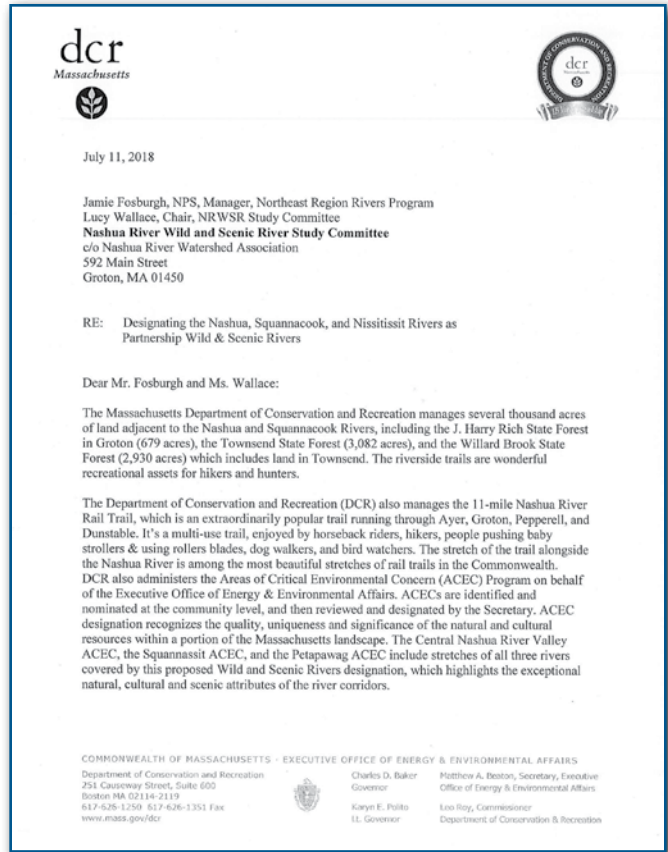 dcr
Massachusetts
DEPARTMENT OF CONSERVATION AND RECREATION
dcr
Massachusetts
July 11, 2018
Jamie Fosburgh, NPS, Manager, Northeast Region Rivers Program
Lucy Wallace, Chair, NRWSR Study Committee
Nashua River Wild and Scenic River Study Committee
c/o Nashua River Watershed Association
592 Main Street
Groton, MA 01450
RE: Designating the Nashua, Squannacook, and Nissitissit Rivers as
Partnership Wild & Scenic Rivers
Dear Mr. Fosburgh and Ms. Wallace:
The Massachusetts Department of Conservation and Recreation manages several thousand acres
of land adjacent to the Nashua and Squannacook Rivers, including the J. Harry Rich State Forest
in Groton (679 acres), the Townsend State Forest (3,082 acres), and the Willard Brook State
Forest (2,930 acres) which includes land in Townsend. The riverside trails are wonderful
recreational assets for hikers and hunters.
The Department of Conservation and Recreation (DCR) also manages the 11-mile Nashua River
Rail Trail, which is an extraordinarily popular trail running through Ayer, Groton, Pepperell, and
Dunstable. It's a multi-use trail, enjoyed by horseback riders, hikers, people pushing baby
strollers & using rollers blades, dog walkers, and bird watchers. The stretch of the trail alongside
the Nashua River is among the most beautiful stretches of rail trails in the Commonwealth.
DCR also administers the Areas of Critical Environmental Concern (ACEC) Program on behalf
of the Executive Office of Energy & Environmental Affairs. ACECs are identified and
nominated at the community level, and then reviewed and designated by the Secretary. ACEC
designation recognizes the quality, uniqueness and significance of the natural and cultural
resources within a portion of the Massachusetts landscape. The Central Nashua River Valley
ACEC, the Squannassit ACEC, and the Petapawag ACEC include stretches of all three rivers
covered by this proposed Wild and Scenic Rivers designation, which highlights the exceptional
natural, cultural and scenic attributes of the river corridors.
COMMONWEALTH OF MASSACHUSETTS · EXECUTIVE OFFICE OF ENERGY & ENVIRONMENTAL AFFAIRS
Department of Conservation and Recreation
251 Causeway Street, Suite 600
Boston MA 02114-2119
617-626-1250 617-626-1351 Fax
www.mass.gov/dcr
Charles D. Baker
Governor
Karyn E. Polito
Lt. Governor
Matthew A. Beaton, Secretary, Executive
Office of Energy & Environmental Affairs
Leo Roy, Commissioner
Department of Conservation & Recreation